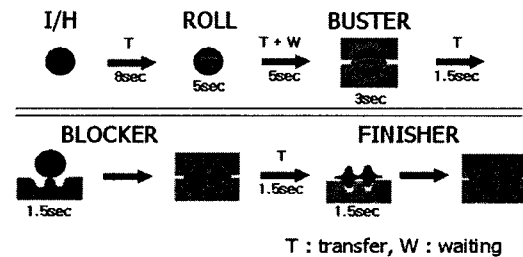 I/H ROLL BUSTER
T T + W T
8sec 5sec 5sec 3sec 1.5sec
BLOCKER FINISHER
T
1.5sec 1.5sec 1.5sec
T : transfer, W : waiting